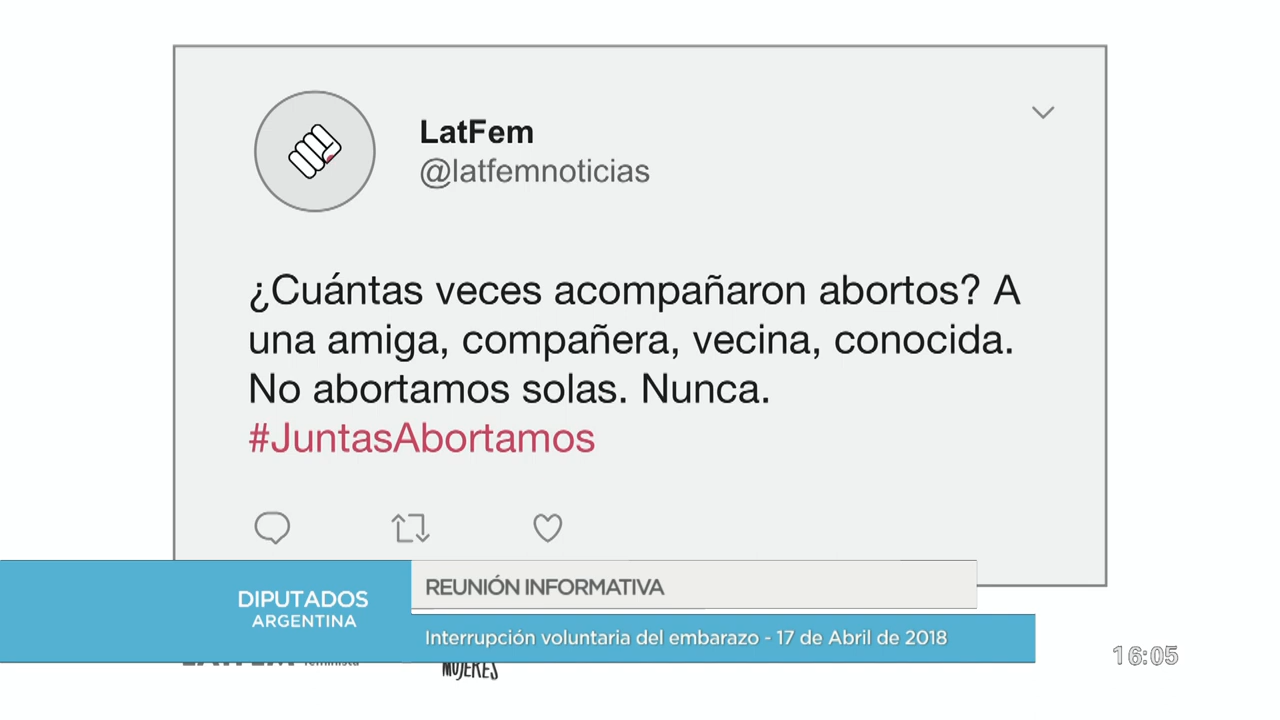 LatFem
@latfemnoticias
¿Cuántas veces acompañaron abortos? A
una amiga, compañera, vecina, conocida.
No abortamos solas. Nunca.
#JuntasAbortamos
DIPUTADOS
ARGENTINA
REUNIÓN INFORMATIVA
Interrupción voluntaria del embarazo - 17 de Abril de 2018
MUJERES
16:05